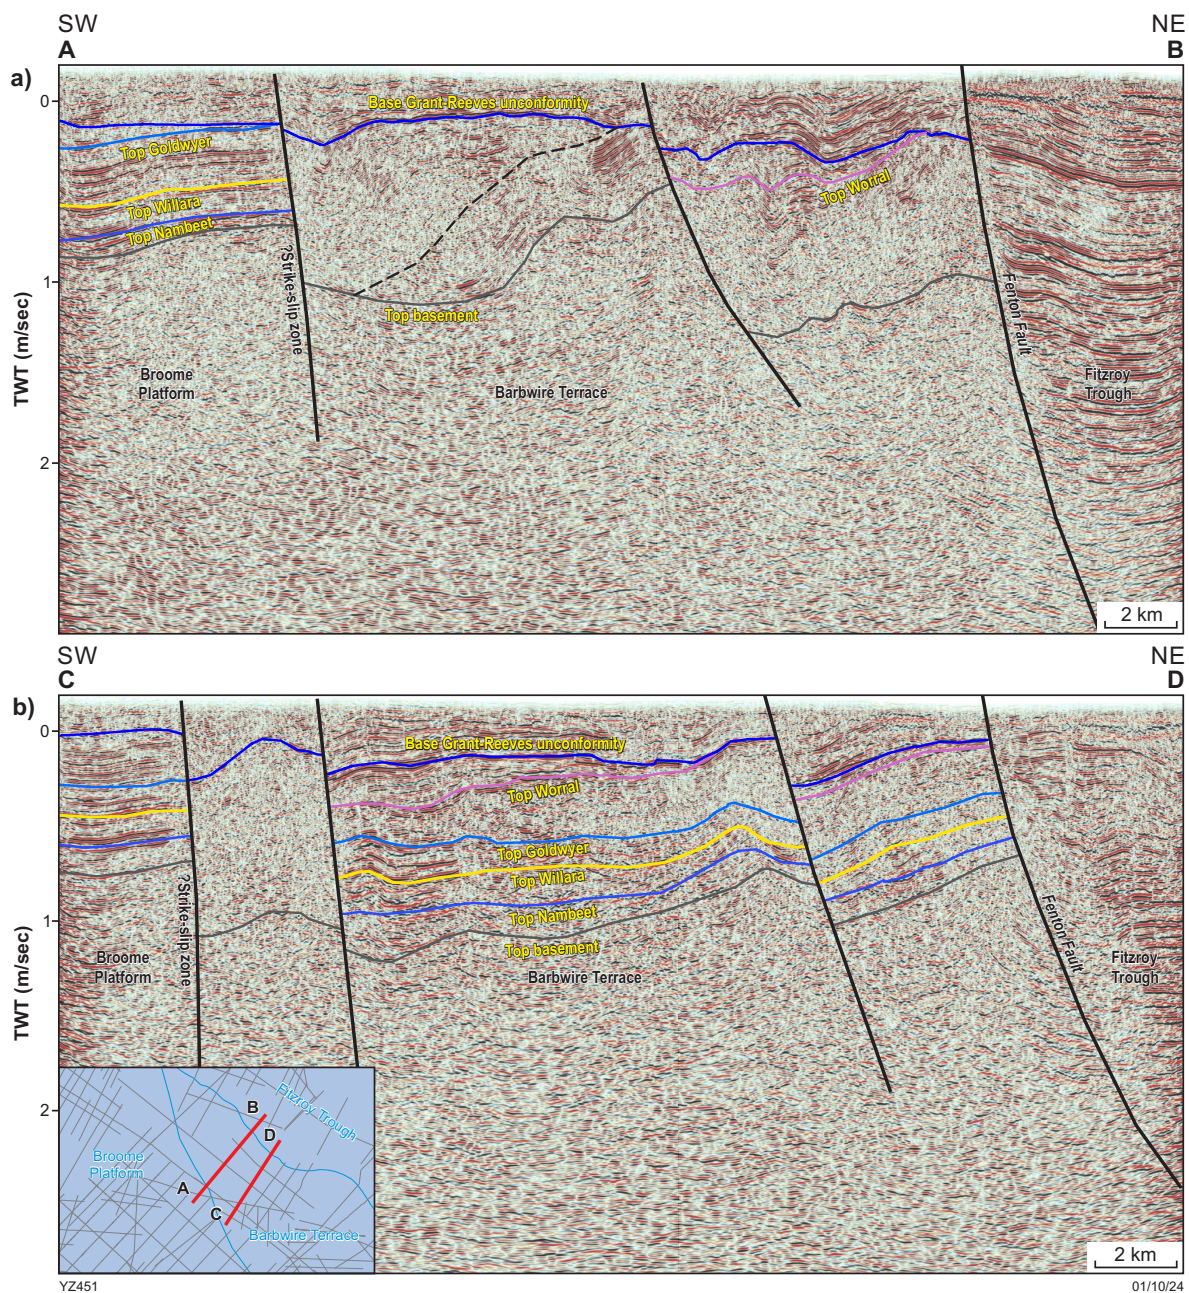 SW
NE
A
B
a)
0
Base Grant-Reeves unconformity
Top Goldwyer
Top Worral
Top Willara
Top Nambeet
?Strike-slip zone
1
Top basement
Fenton Fault
TWT (m/sec)
Broome
Platform
Barbwire Terrace
Fitzroy
Trough
2
2 km
SW
NE
C
D
b)
0
Base Grant-Reeves unconformity
Top Worral
Top Goldwyer
Top Willara
?Strike-slip zone
Top Nambeet
1
Top basement
Fenton Fault
TWT (m/sec)
Broome
Platform
Barbwire Terrace
Fitzroy
Trough
2
B
Fitzroy Trough
D
Broome
Platform
A
C
Barbwire Terrace
2 km
YZ451
01/10/24